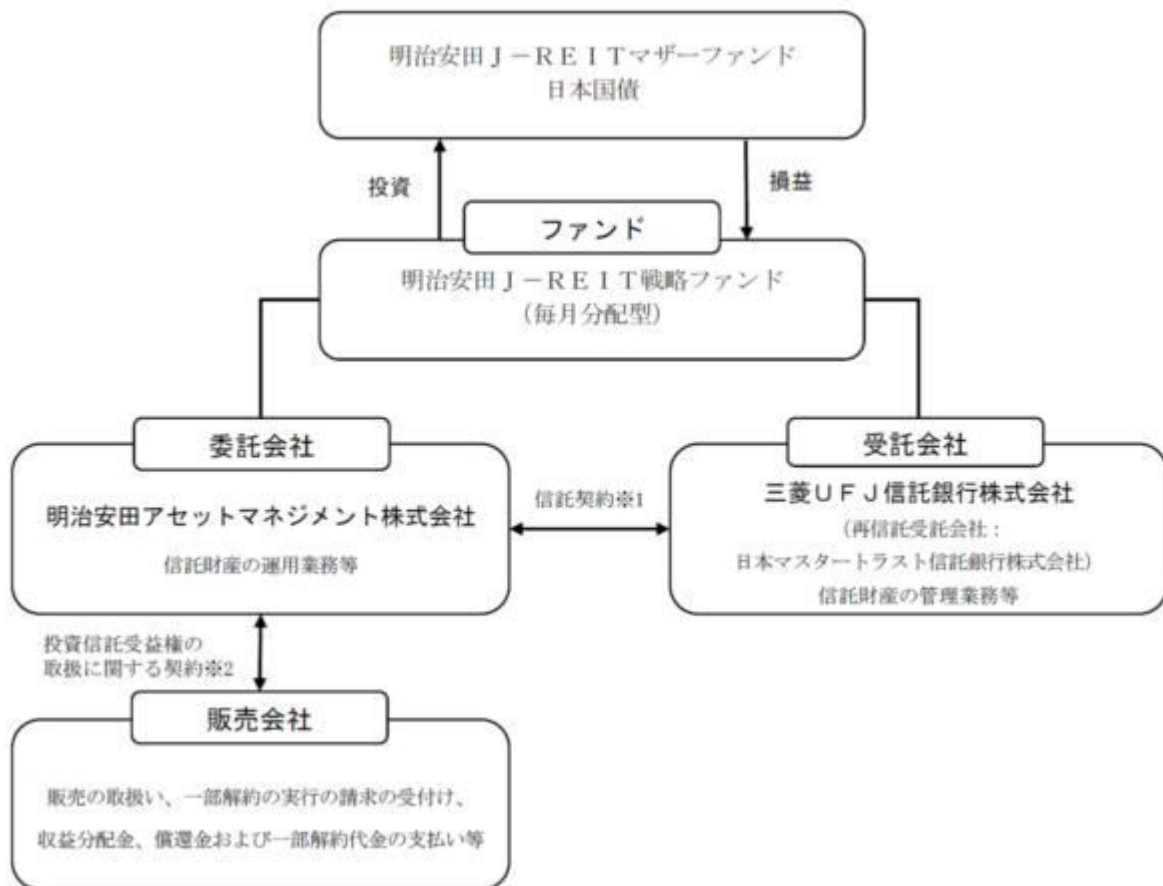 明治安田Ｊ－ＲＥＩＴマザーファンド
日本国債
投資
損益
ファンド
明治安田Ｊ－ＲＥＩＴ戦略ファンド
（毎月分配型）
委託会社
明治安田アセットマネジメント株式会社
信託財産の運用業務等
信託契約※1
受託会社
三菱ＵＦＪ信託銀行株式会社
（再信託受託会社：
日本マスタートラスト信託銀行株式会社）
信託財産の管理業務等
投資信託受益権の
取扱に関する契約※2
販売会社
販売の取扱い、一部解約の実行の請求の受付け、
収益分配金、償還金および一部解約代金の支払い等